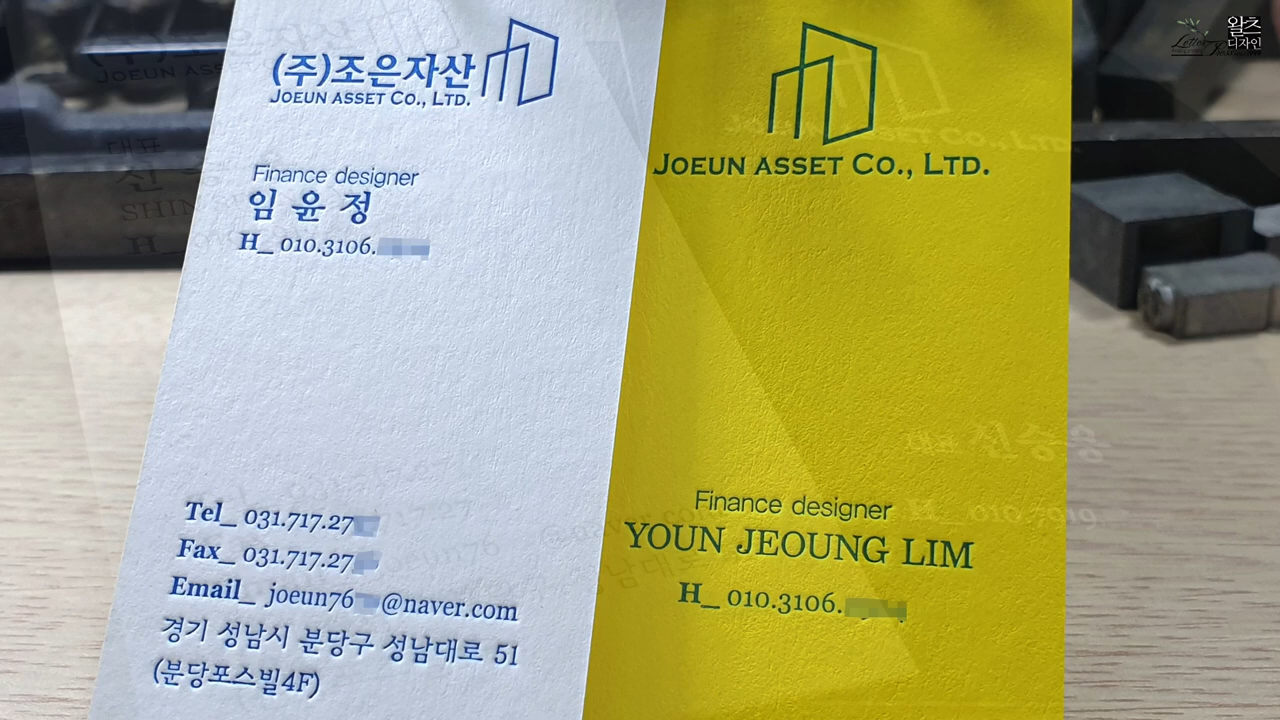 (주)조은자산
JOEUN ASSET CO., LTD.
Finance designer
임 윤 정
H_ 010.3106.
Tel_ 031.717.27
Fax_ 031.717.27
Email_ joeun76 @naver.com
경기 성남시 분당구 성남대로 51
(분당포스빌4F)
JOEUN ASSET CO., LTD.
Finance designer
YOUN JEOUNG LIM
H_ 010.3106.
왈츠
디자인